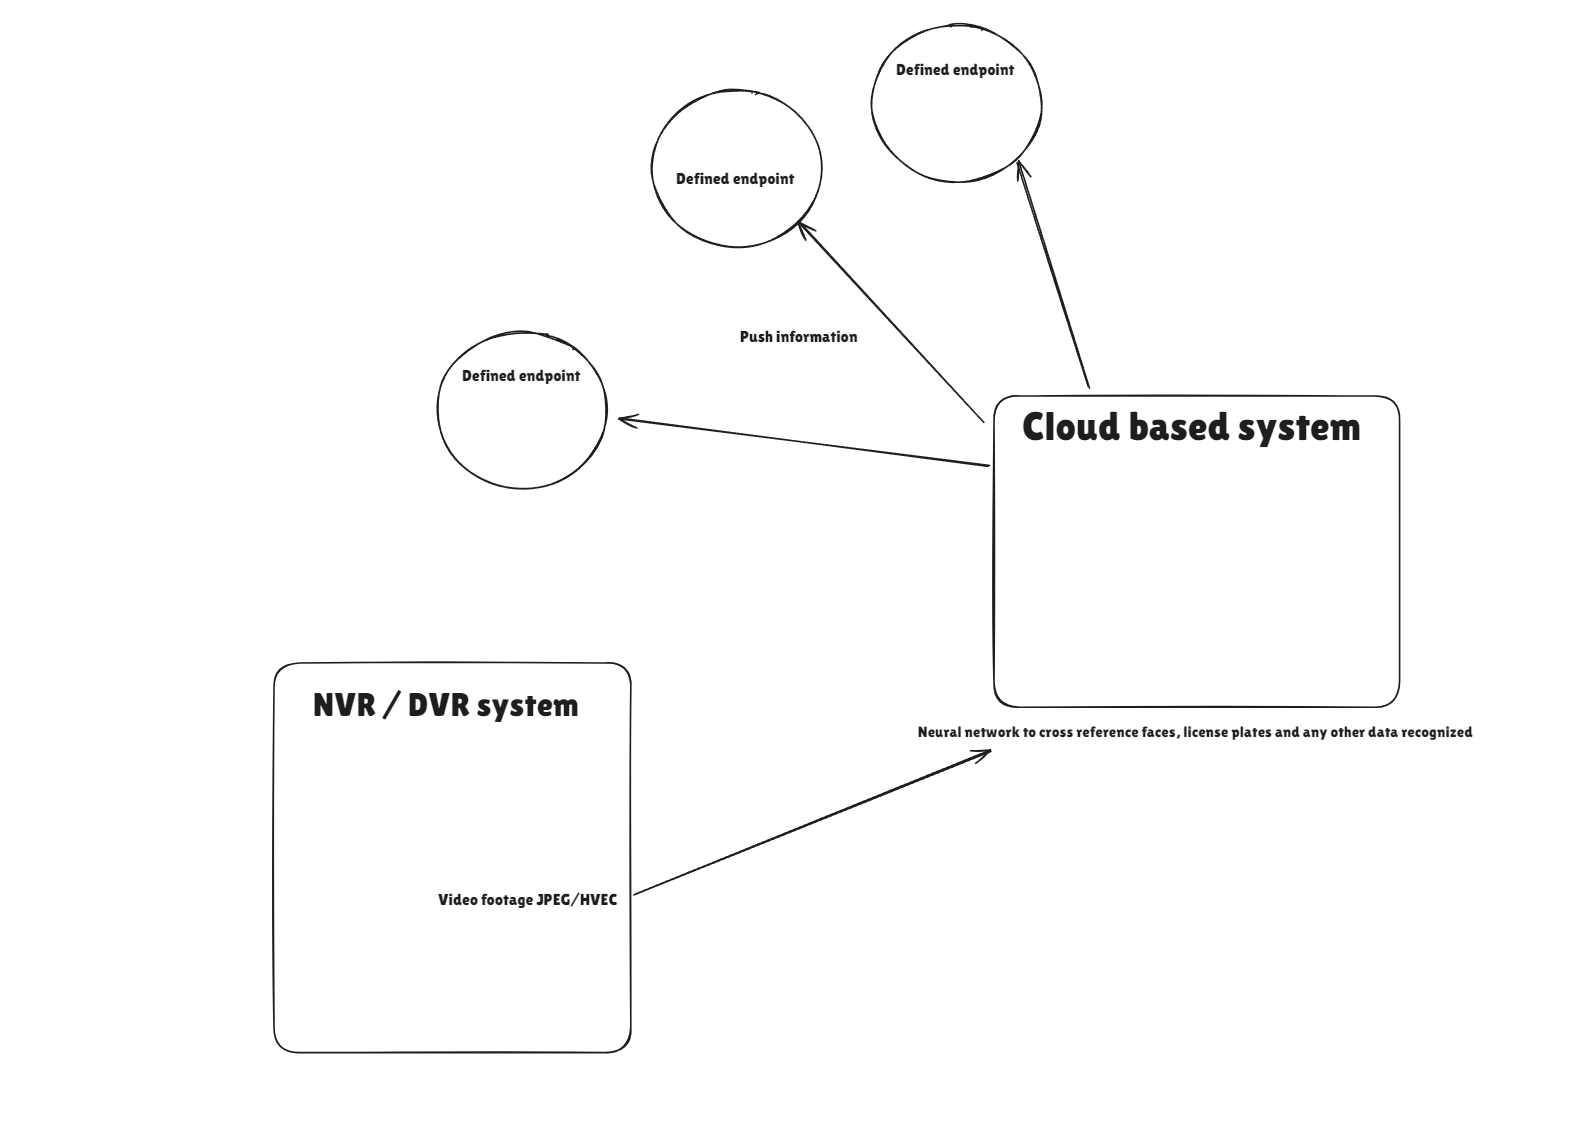 Defined endpoint
Defined endpoint
Push information
Defined endpoint
Cloud based system
NVR / DVR system
Neural network to cross reference faces, license plates and any other data recognized
Video footage JPEG/HVEC